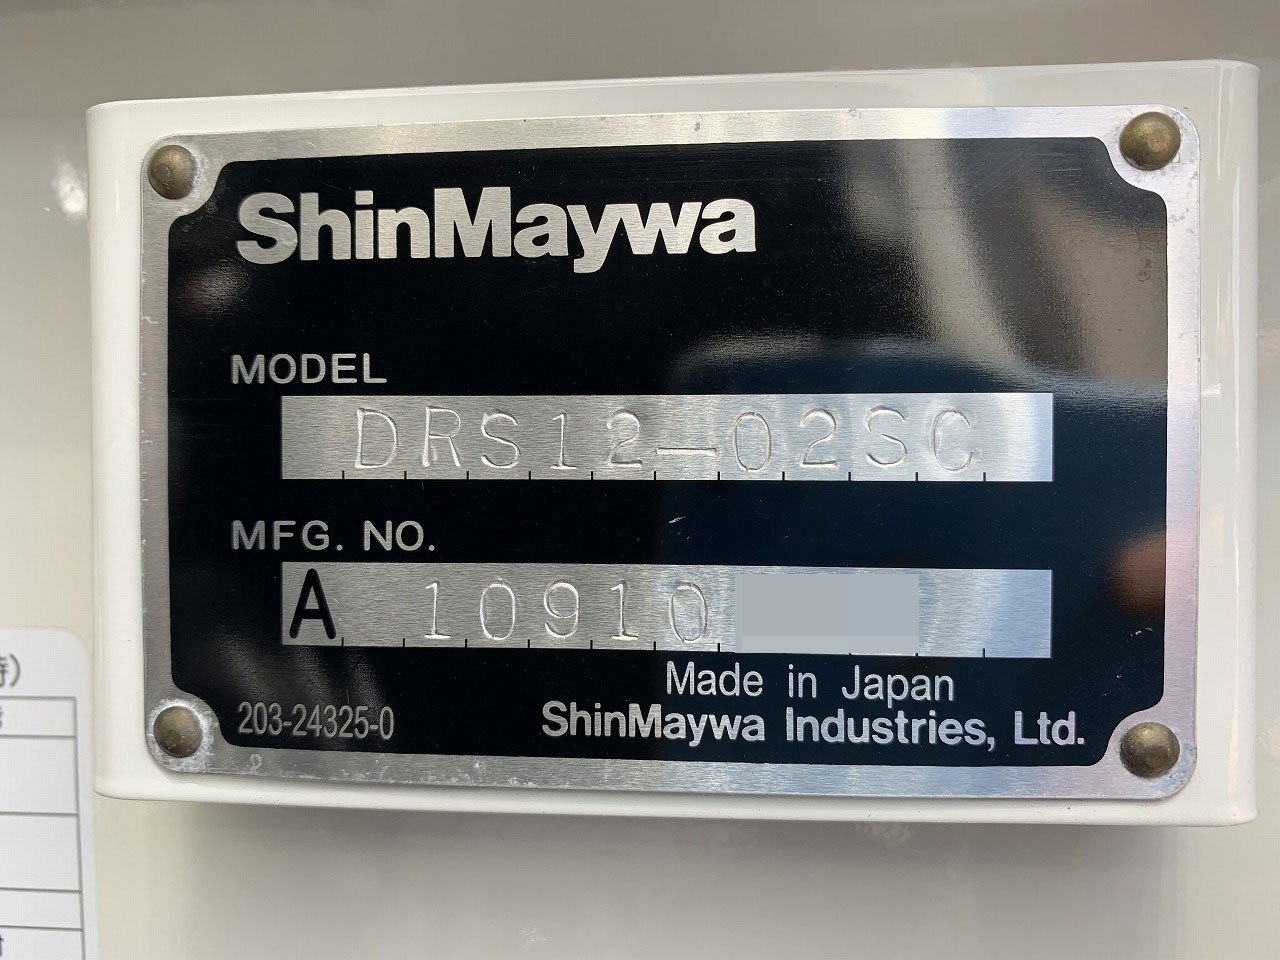 ShinMaywa
MODEL
DRS12-02SC
MFG. NO.
A 10910
Made in Japan
203-24325-0
ShinMaywa Industries, Ltd.